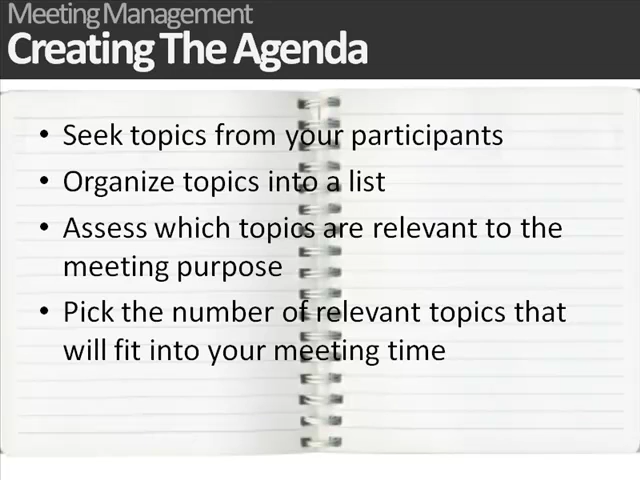 Meeting Management
Creating The Agenda
• Seek topics from your participants
• Organize topics into a list
• Assess which topics are relevant to the
meeting purpose
• Pick the number of relevant topics that
will fit into your meeting time